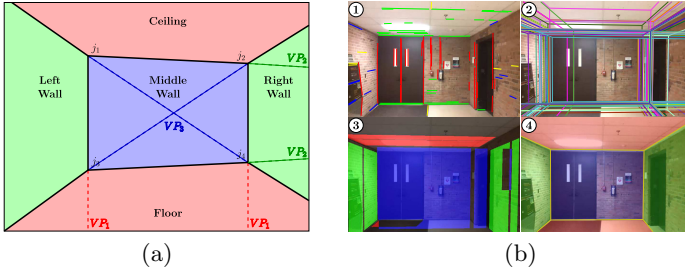 Ceiling
j1
j2
VP2
Left
Wall
Middle
Wall
Right
Wall
VP3
VP2
j3
j4
Floor
VP1
VP1
(a)
1
2
3
4
(b)